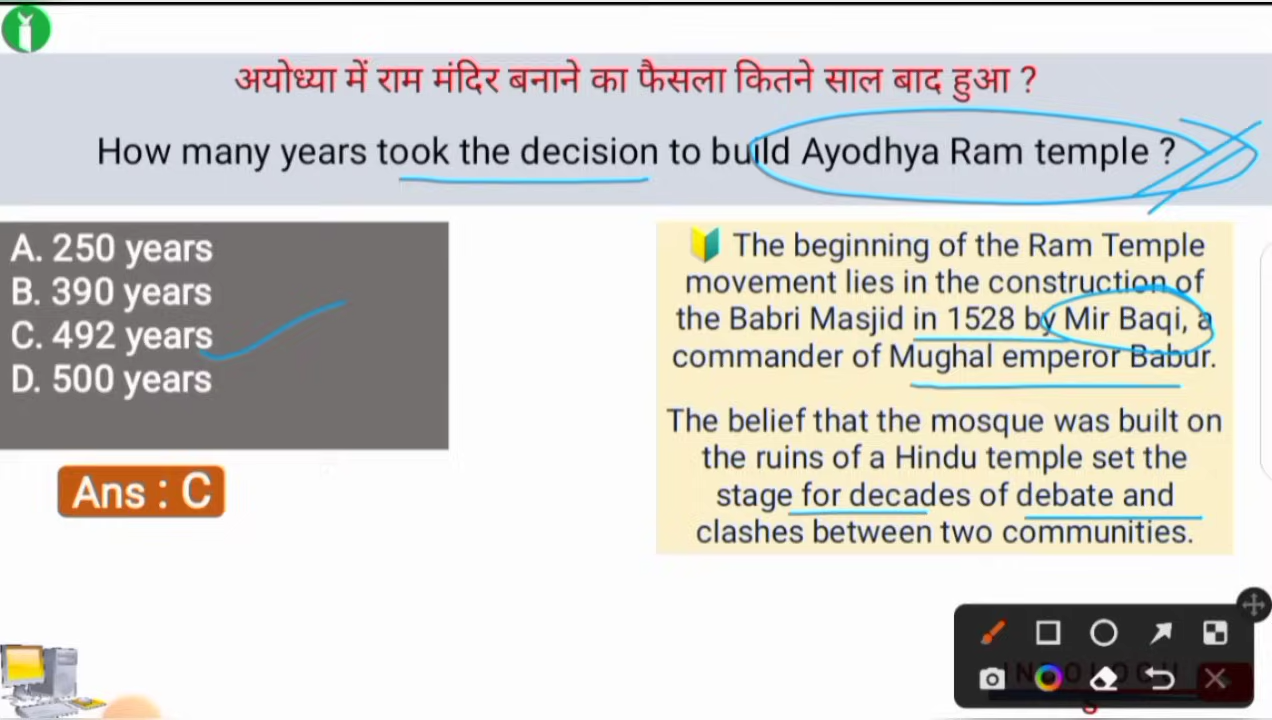 अयोध्या में राम मंदिर बनाने का फैसला कितने साल बाद हुआ ?
How many years took the decision to build Ayodhya Ram temple ?
A. 250 years
B. 390 years
C. 492 years
D. 500 years
Ans : C
The beginning of the Ram Temple
movement lies in the construction of
the Babri Masjid in 1528 by Mir Baqi, a
commander of Mughal emperor Babur.
The belief that the mosque was built on
the ruins of a Hindu temple set the
stage for decades of debate and
clashes between two communities.